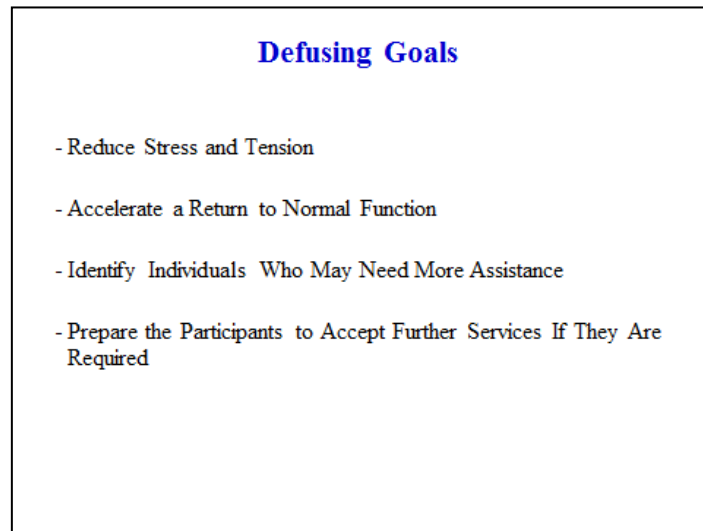 Defusing Goals
- Reduce Stress and Tension
- Accelerate a Return to Normal Function
- Identify Individuals Who May Need More Assistance
- Prepare the Participants to Accept Further Services If They Are
Required